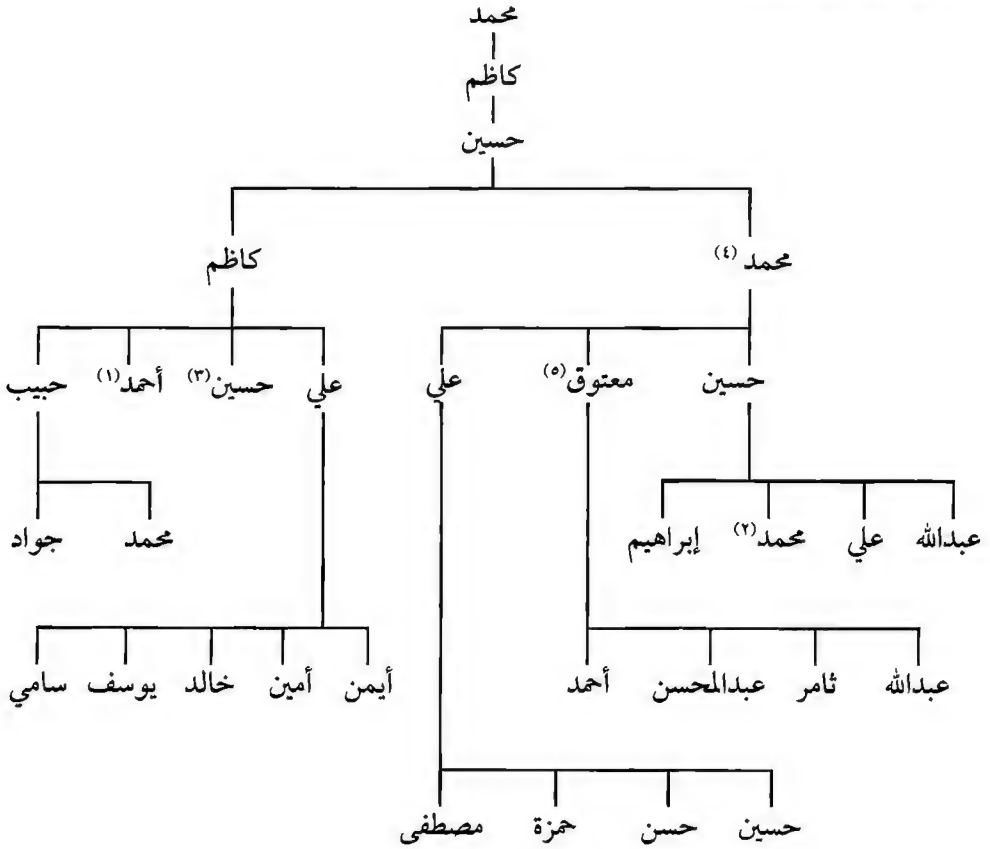 محمد
كاظم
حسين
محمد (٤) كاظم
حسين معتوق (٥) علي علي حسين (٣) أحمد (١) حبيب
عبدالله علي محمد (٢) إبراهيم محمد جواد
عبدالله ثامر عبدالمحسن أحمد أيمن أمين خالد يوسف سامي
حسين حسن حمزة مصطفى